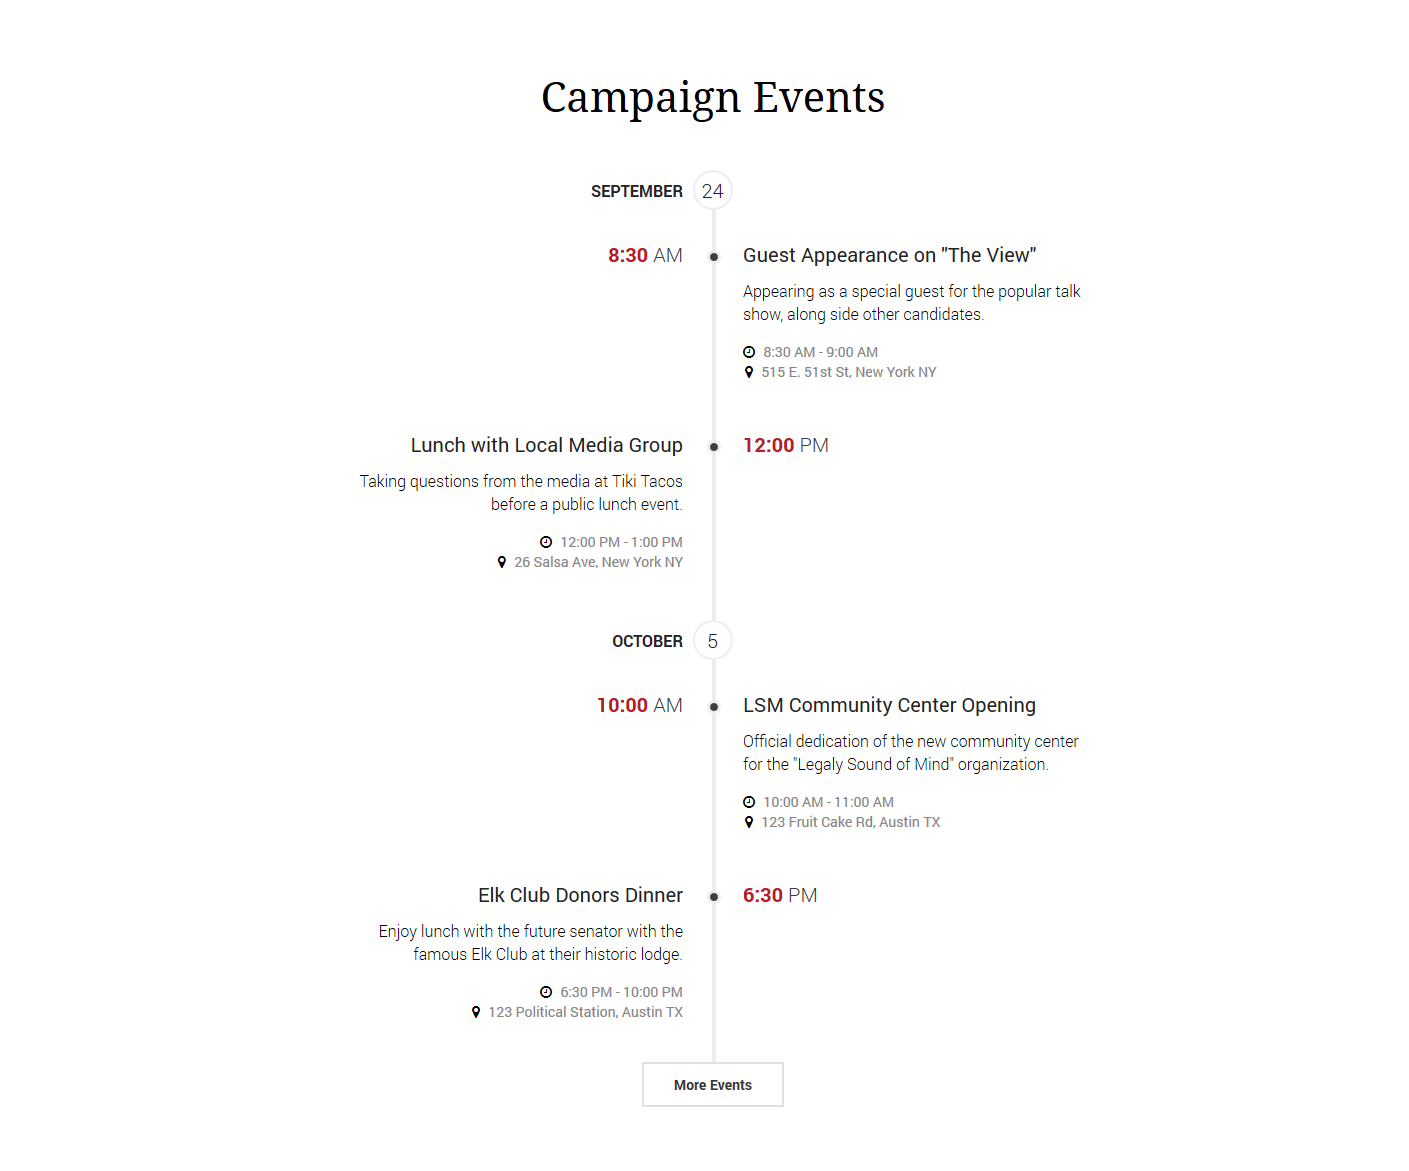 Campaign Events
SEPTEMBER 24
8:30 AM
Guest Appearance on "The View"
Appearing as a special guest for the popular talk
show, along side other candidates.
8:30 AM - 9:00 AM
515 E. 51st St, New York NY
Lunch with Local Media Group
12:00 PM
Taking questions from the media at Tiki Tacos
before a public lunch event.
12:00 PM - 1:00 PM
26 Salsa Ave, New York NY
OCTOBER 5
10:00 AM
LSM Community Center Opening
Official dedication of the new community center
for the "Legaly Sound of Mind" organization.
10:00 AM - 11:00 AM
123 Fruit Cake Rd, Austin TX
Elk Club Donors Dinner
6:30 PM
Enjoy lunch with the future senator with the
famous Elk Club at their historic lodge.
6:30 PM - 10:00 PM
123 Political Station, Austin TX
More Events